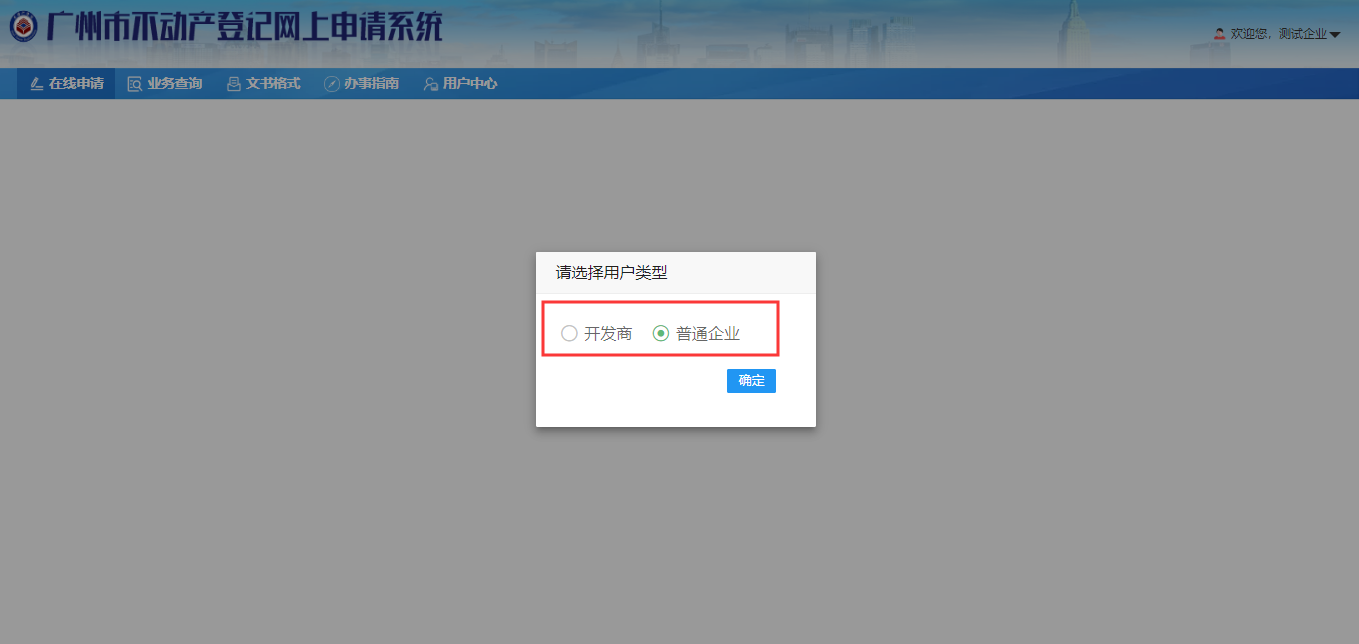 广州市不动产登记网上申请系统
欢迎您，测试企业
在线申请 业务查询 文书格式 办事指南 用户中心
请选择用户类型
开发商 普通企业
确定